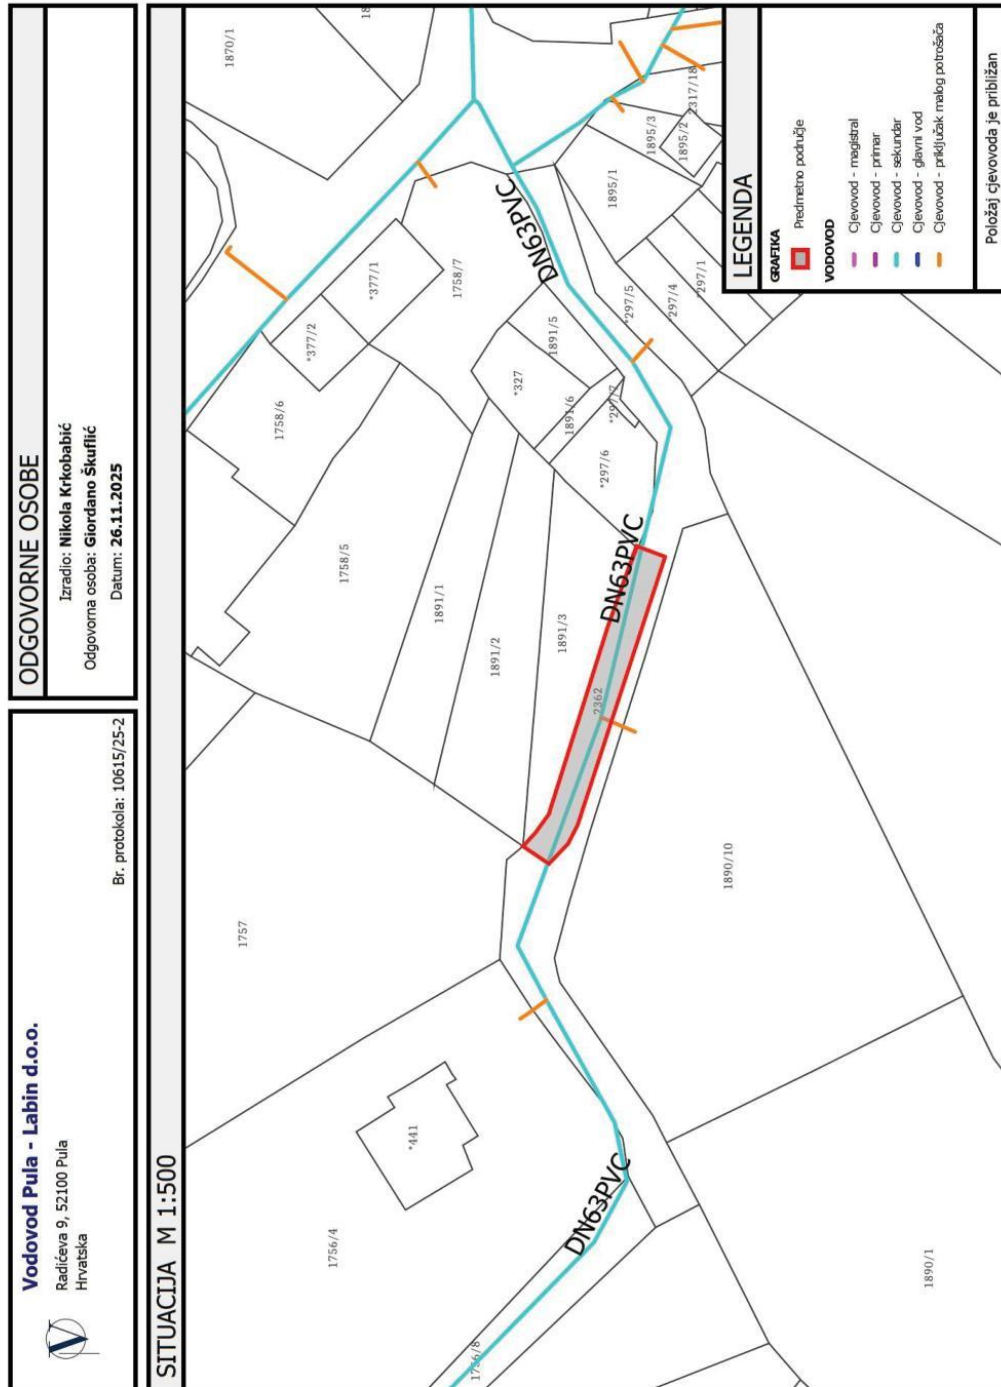 Vodovod Pula - Labin d.o.o.
Radićeva 9, 52100 Pula
Hrvatska
Br. protokola: 10615/25-2
ODGOVORNE OSOBE
Izradio: Nikola Krkobabić
Odgovorna osoba: Giordano Škuflić
Datum: 26.11.2025
SITUACIJA M 1:500
1870/1
18
1757
1756/4
*441
1756/8
1758/5
1758/6
*377/2
*377/1
1758/7
1891/1
1891/2
1891/3
*327
1891/5
1891/6
*297/7
*297/6
*297/5
*297/4
*297/1
1895/1
1895/3
1895/2
2317/18
2362
1890/10
1890/1
DN63PVC
DN63PVC
DN63PVC
LEGENDA
GRAFIKA
Predmetno područje
VODOVOD
Cjevovod - magistral
Cjevovod - primar
Cjevovod - sekundar
Cjevovod - glavni vod
Cjevovod - priključak malog potrošača
Položaj cjevovoda je približan